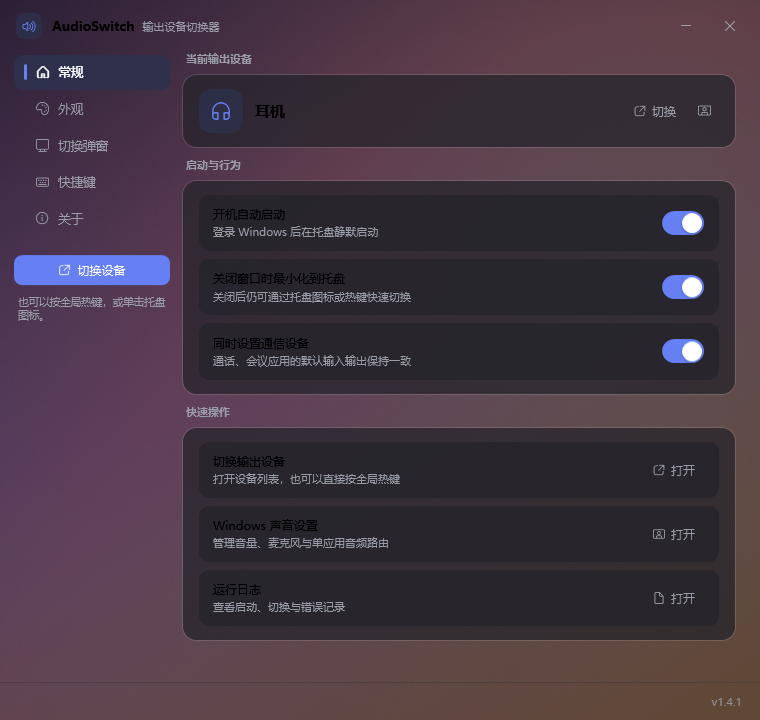 AudioSwitch 输出设备切换器
常规
外观
切换弹窗
快捷键
关于
切换设备
也可以按全局热键，或单击托盘
图标。
当前输出设备
耳机
切换
启动与行为
开机自动启动
登录 Windows 后在托盘静默启动
关闭窗口时最小化到托盘
关闭后仍可通过托盘图标或热键快速切换
同时设置通信设备
通话、会议应用的默认输入输出保持一致
快速操作
切换输出设备
打开设备列表，也可以直接按全局热键
打开
Windows 声音设置
管理音量、麦克风与单应用音频路由
打开
运行日志
查看启动、切换与错误记录
打开
v1.4.1